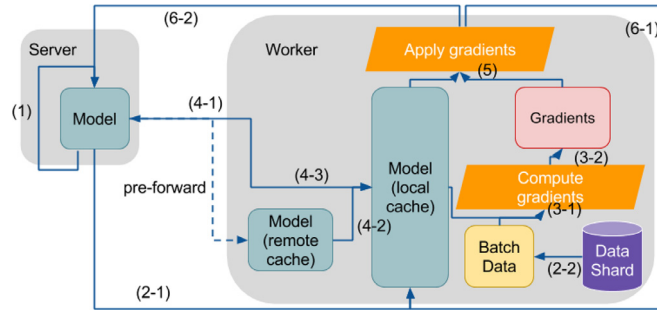 (6-2)
(6-1)
Server
Worker
Apply gradients
(5)
(1)
Model
(4-1)
Gradients
(3-2)
(4-3)
Model
(local
cache)
Compute
gradients
pre-forward
(3-1)
Model
(remote
cache)
(4-2)
Batch
Data
(2-2)
Data
Shard
(2-1)